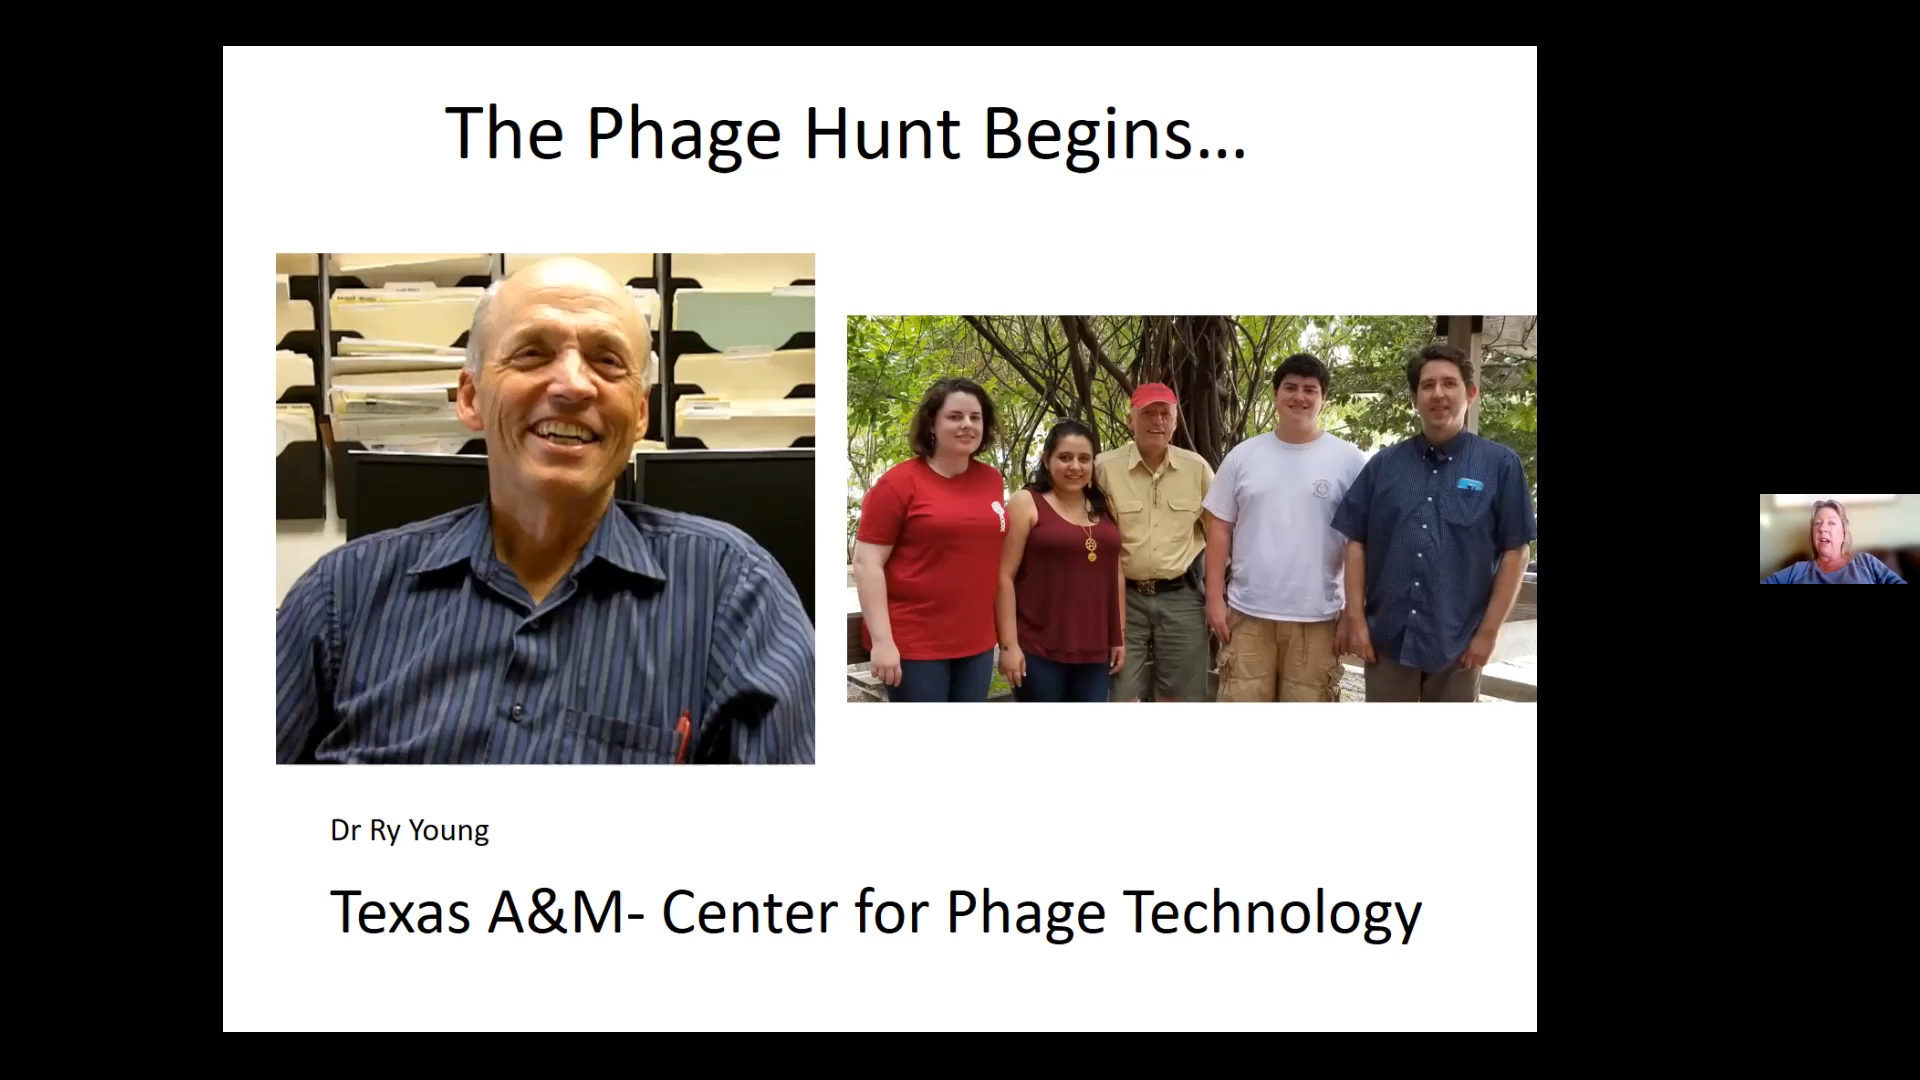 The Phage Hunt Begins...
Dr Ry Young
Texas A&M- Center for Phage Technology